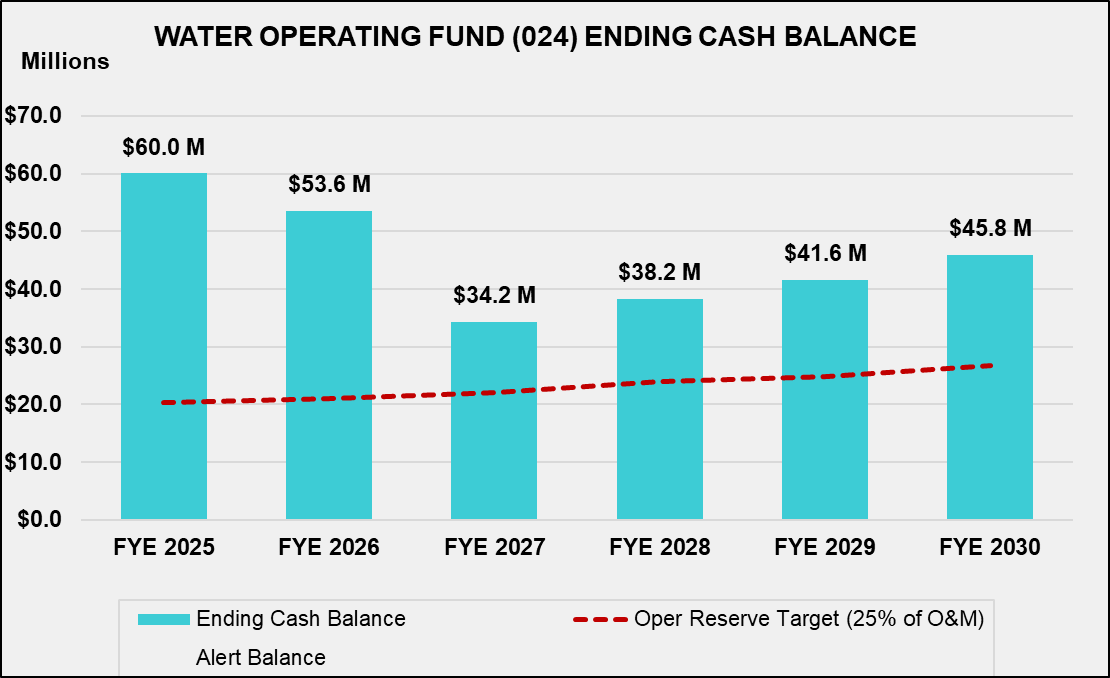 WATER OPERATING FUND (024) ENDING CASH BALANCE
Millions
$70.0
$60.0
$50.0
$40.0
$30.0
$20.0
$10.0
$0.0
$60.0 M
$53.6 M
$34.2 M
$38.2 M
$41.6 M
$45.8 M
FYE 2025
FYE 2026
FYE 2027
FYE 2028
FYE 2029
FYE 2030
Ending Cash Balance
Oper Reserve Target (25% of O&M)
Alert Balance